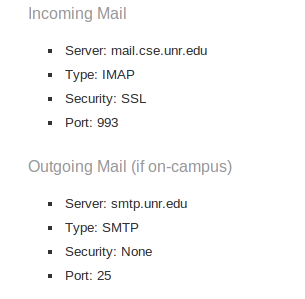 Incoming Mail
Server: mail.cse.unr.edu
Type: IMAP
Security: SSL
Port: 993
Outgoing Mail (if on-campus)
Server: smtp.unr.edu
Type: SMTP
Security: None
Port: 25